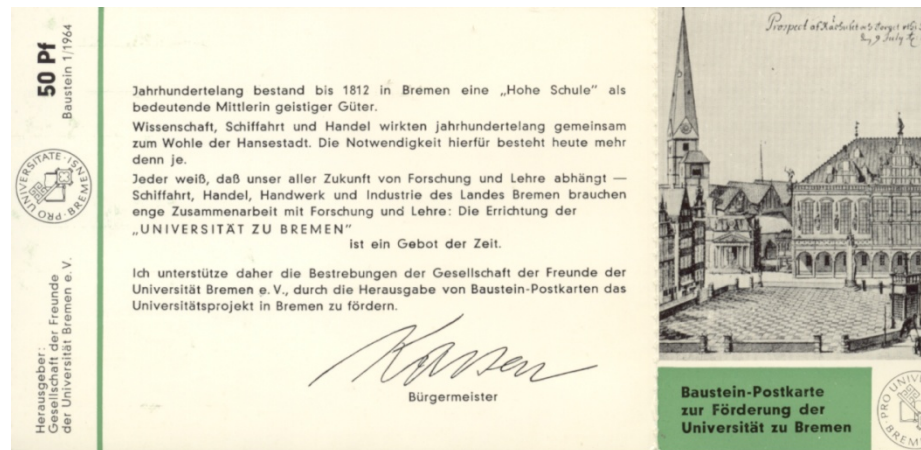 50 Pf
Baustein 1/1964
PRO UNIVERSITATE BREMENSI
Herausgeber:
Gesellschaft der Freunde
der Universität Bremen e. V.
Jahrhundertelang bestand bis 1812 in Bremen eine „Hohe Schule" als
bedeutende Mittlerin geistiger Güter.
Wissenschaft, Schiffahrt und Handel wirkten jahrhundertelang gemeinsam
zum Wohle der Hansestadt. Die Notwendigkeit hierfür besteht heute mehr
denn je.
Jeder weiß, daß unser aller Zukunft von Forschung und Lehre abhängt —
Schiffahrt, Handel, Handwerk und Industrie des Landes Bremen brauchen
enge Zusammenarbeit mit Forschung und Lehre: Die Errichtung der
„UNIVERSITÄT ZU BREMEN"
ist ein Gebot der Zeit.
Ich unterstütze daher die Bestrebungen der Gesellschaft der Freunde der
Universität Bremen e. V., durch die Herausgabe von Baustein-Postkarten das
Universitätsprojekt in Bremen zu fördern.
Bürgermeister
Prospect
Baustein-Postkarte
zur Förderung der
Universität zu Bremen